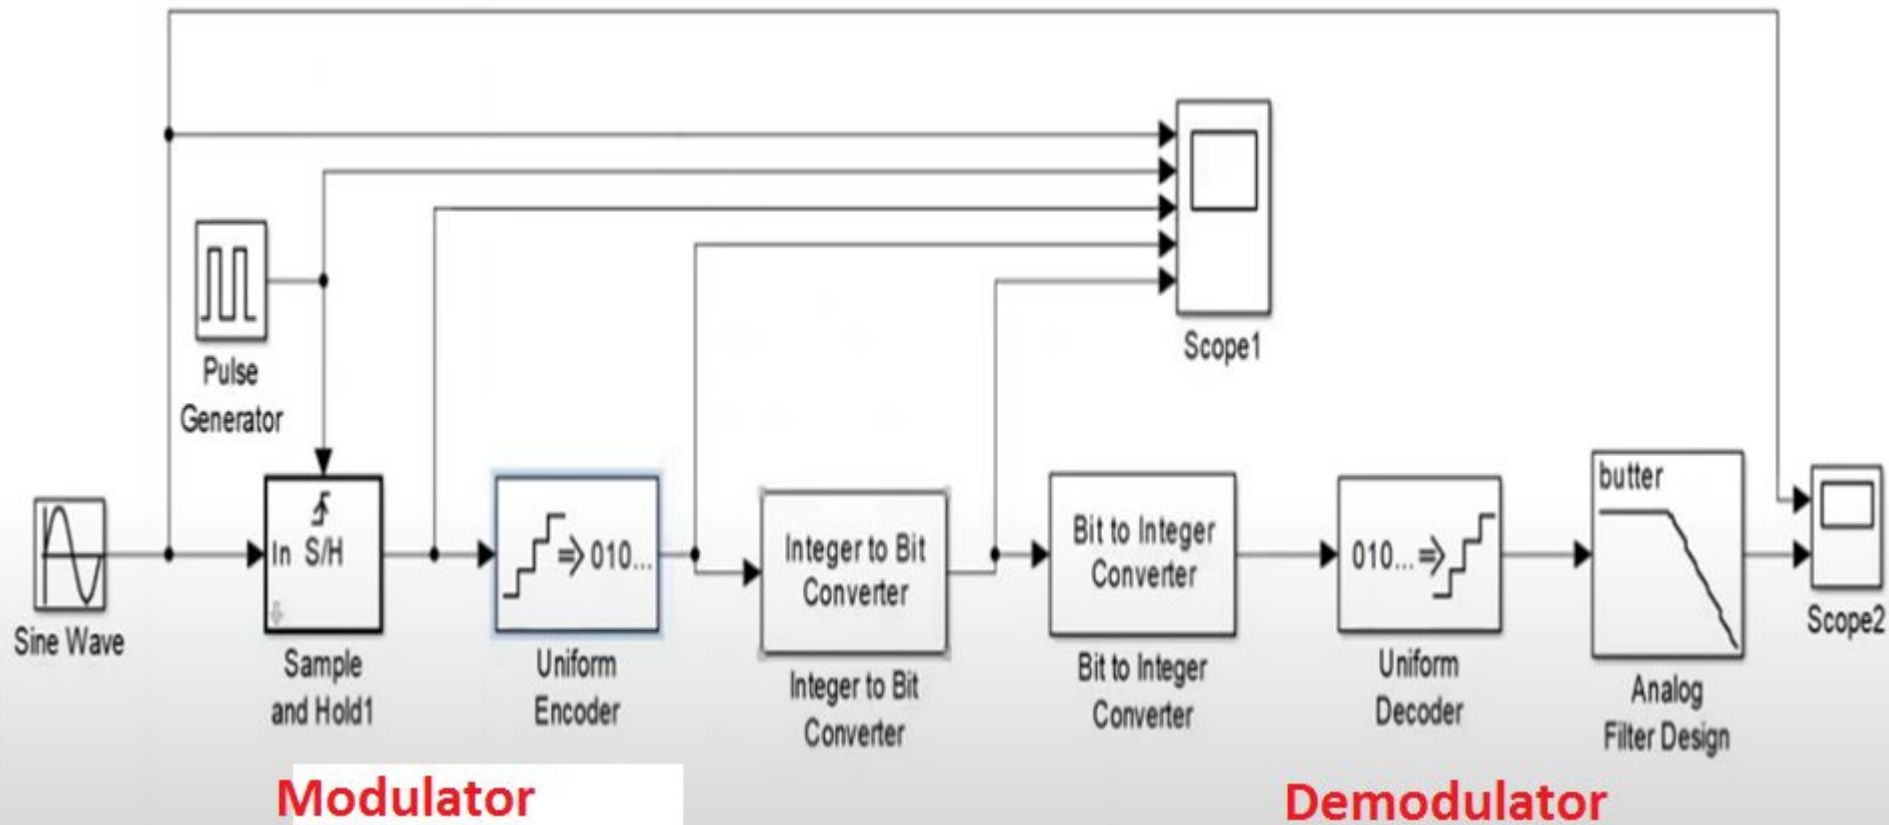 Scope1
Pulse
Generator
In S/H
Sine Wave
Sample
and Hold1
010...
Uniform
Encoder
Integer to Bit
Converter
Integer to Bit
Converter
Bit to Integer
Converter
Bit to Integer
Converter
010...
Uniform
Decoder
butter
Analog
Filter Design
Scope2
Modulator
Demodulator